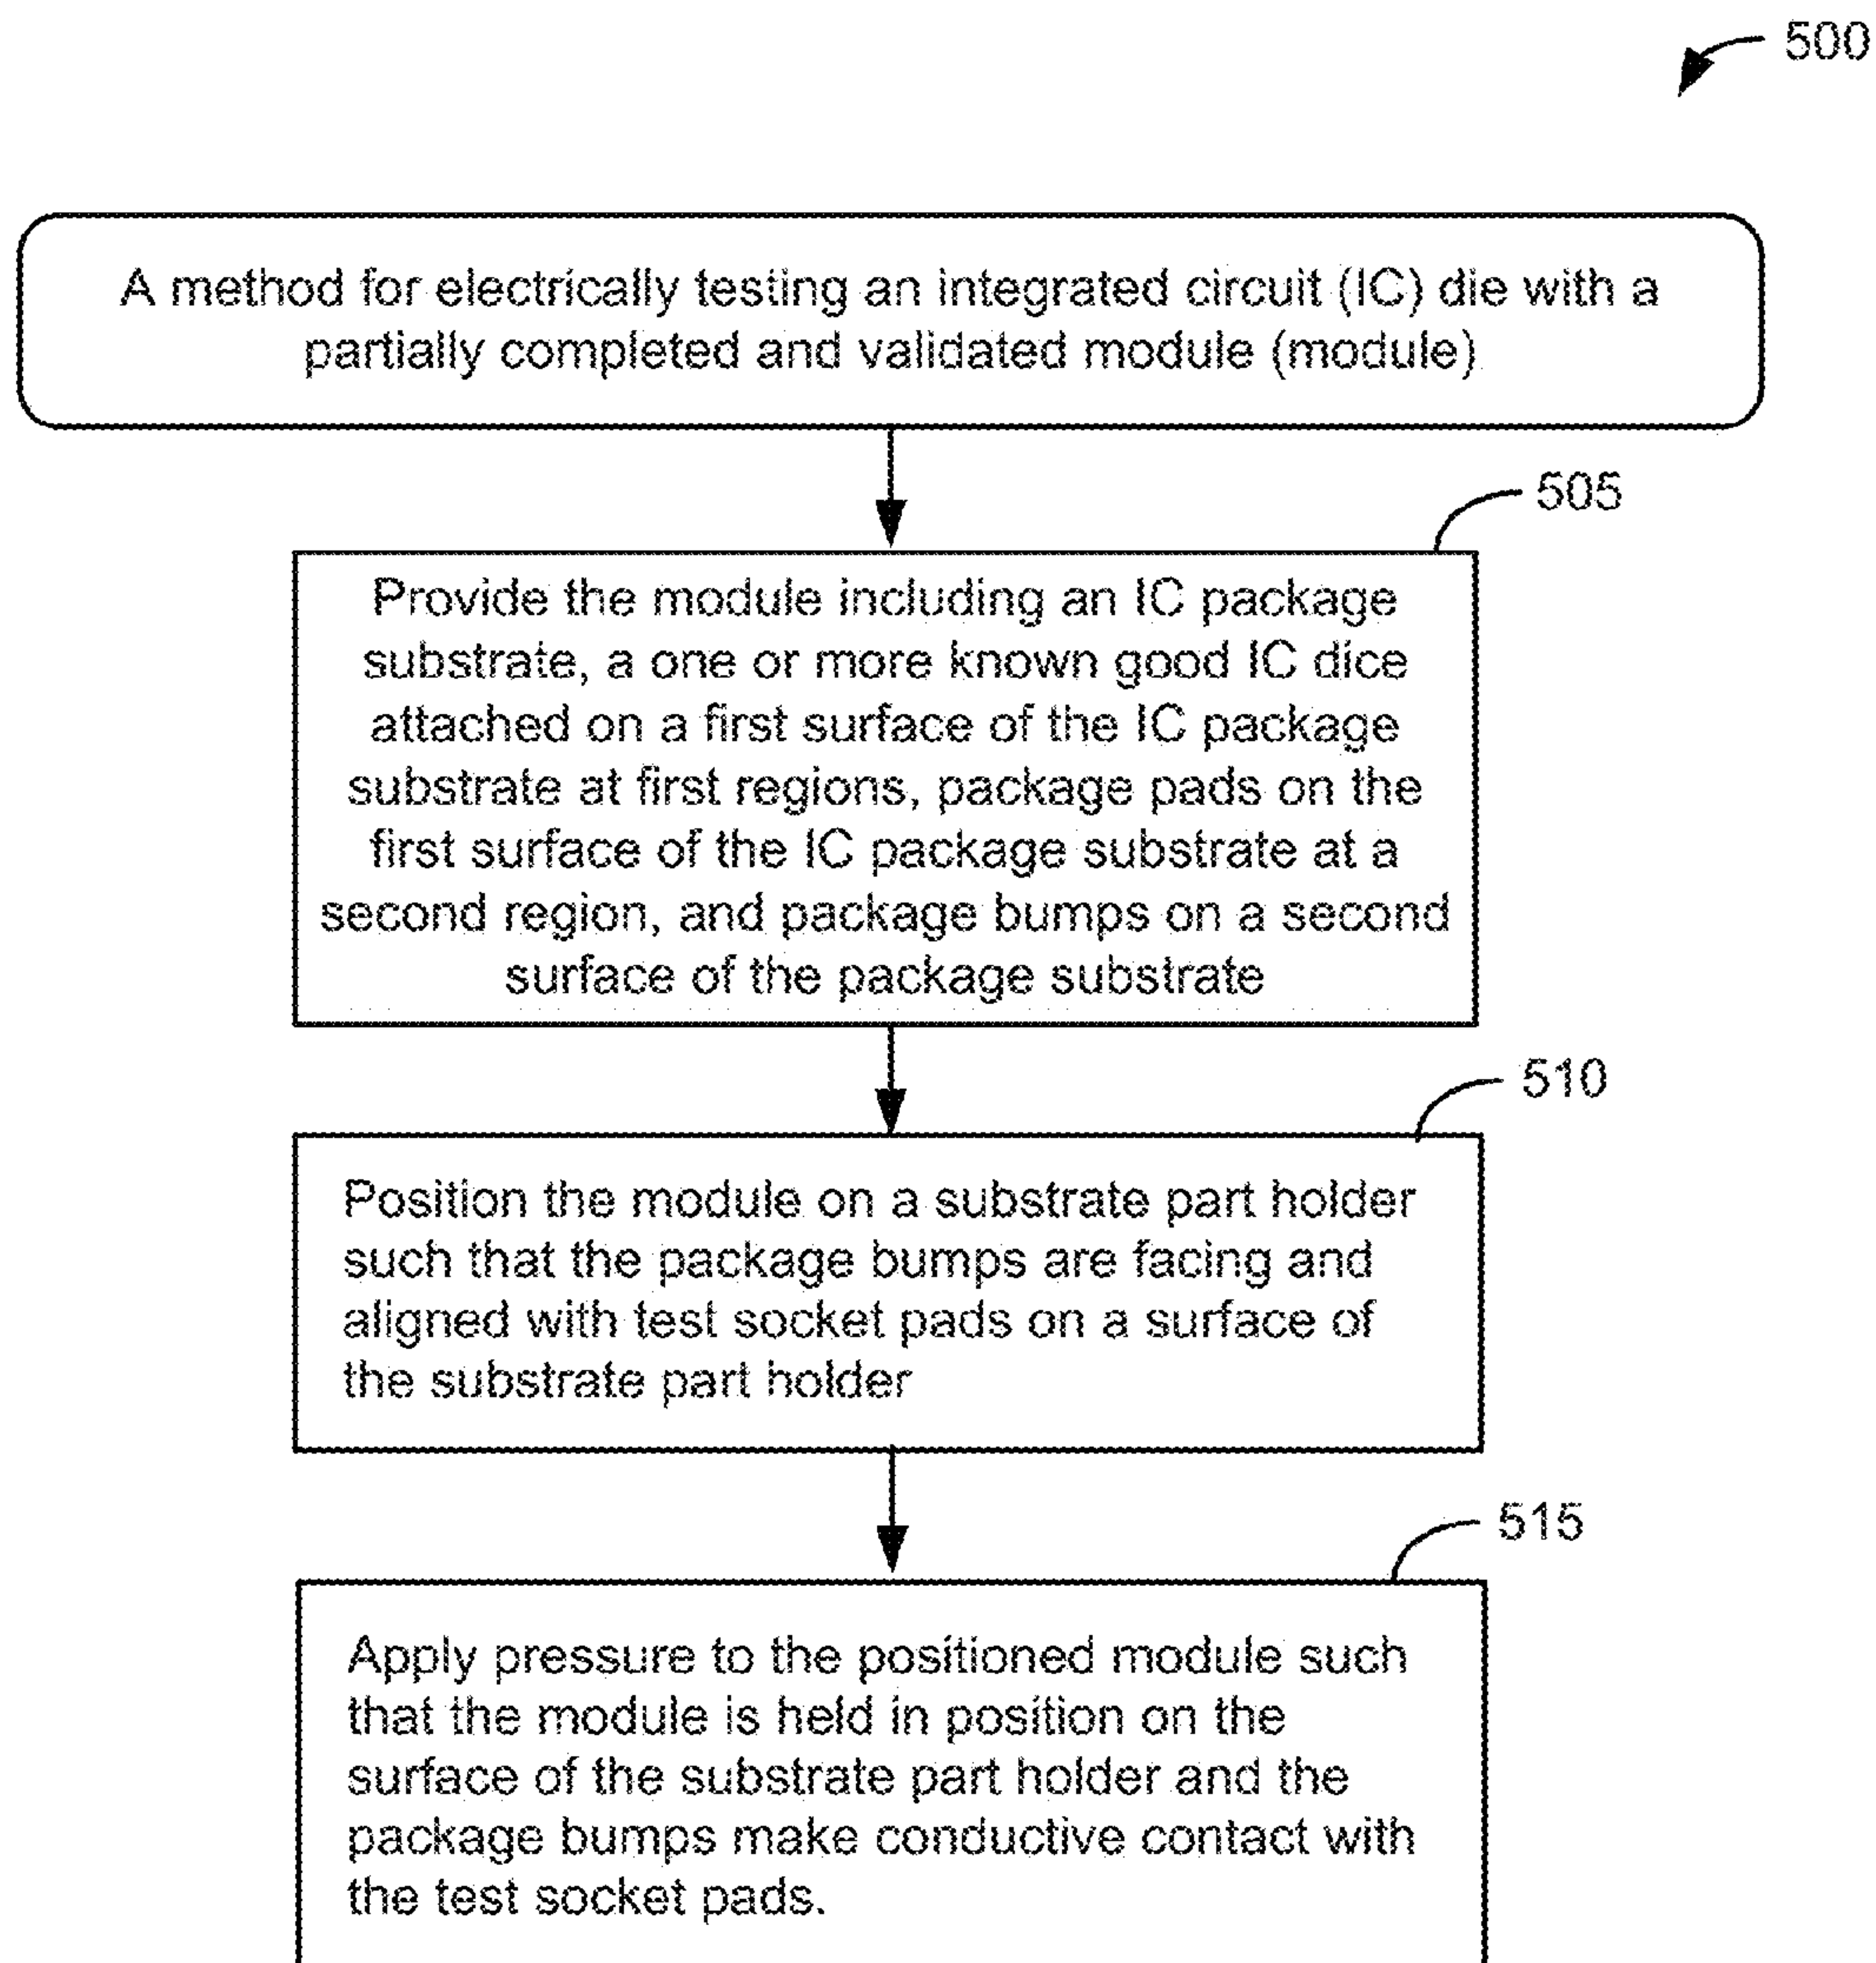 500
A method for electrically testing an integrated circuit (IC) die with a
partially completed and validated module (module)
505
Provide the module including an IC package
substrate, a one or more known good IC dice
attached on a first surface of the IC package
substrate at first regions, package pads on the
first surface of the IC package substrate at a
second region, and package bumps on a second
surface of the package substrate
510
Position the module on a substrate part holder
such that the package bumps are facing and
aligned with test socket pads on a surface of
the substrate part holder
515
Apply pressure to the positioned module such
that the module is held in position on the
surface of the substrate part holder and the
package bumps make conductive contact with
the test socket pads.